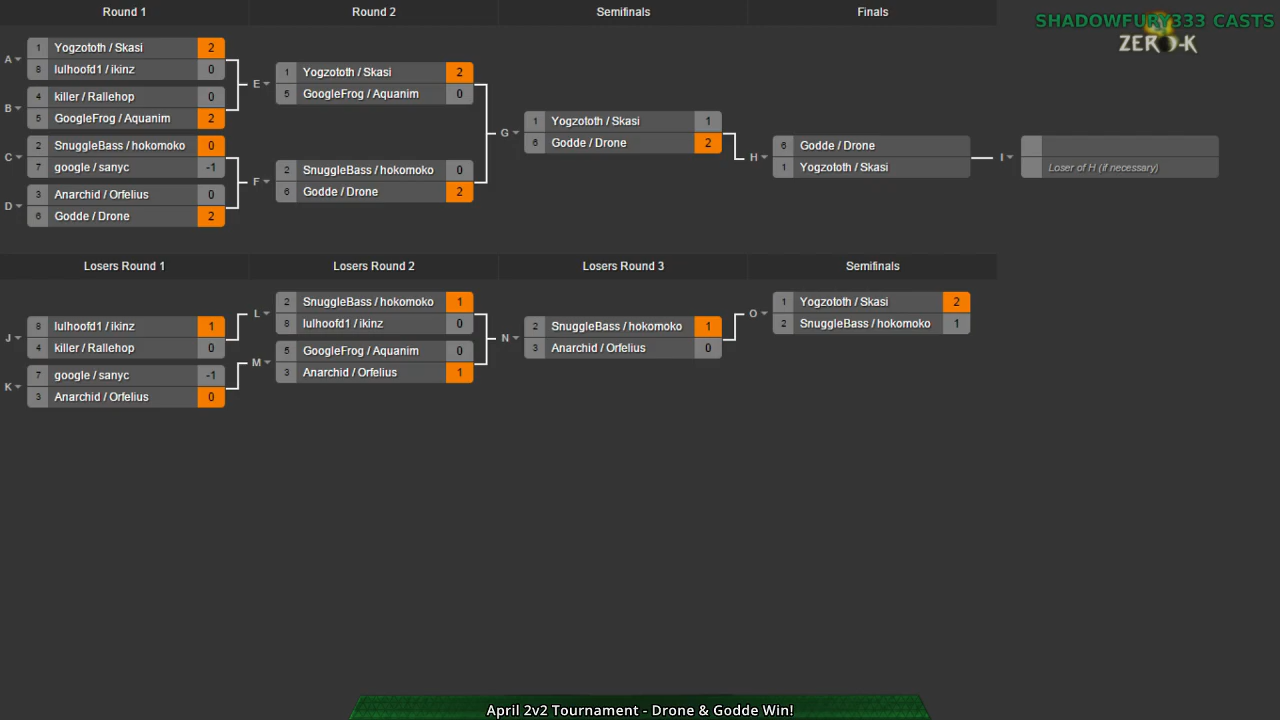 Round 1
Round 2
Semifinals
Finals
SHADOWFURY333 CASTS
ZERO-K
A
1 Yogzototh / Skasi 2
8 lulhoofd1 / ikinz 0
B
4 killer / Rallehop 0
5 GoogleFrog / Aquanim 2
C
2 SnuggleBass / hokomoko 0
7 google / sanyc -1
D
3 Anarchid / Orfelius 0
6 Godde / Drone 2
E
1 Yogzototh / Skasi 2
5 GoogleFrog / Aquanim 0
F
2 SnuggleBass / hokomoko 0
6 Godde / Drone 2
G
1 Yogzototh / Skasi 1
6 Godde / Drone 2
H
6 Godde / Drone
1 Yogzototh / Skasi
I
Loser of H (if necessary)
Losers Round 1
Losers Round 2
Losers Round 3
Semifinals
J
8 lulhoofd1 / ikinz 1
4 killer / Rallehop 0
K
7 google / sanyc -1
3 Anarchid / Orfelius 0
L
2 SnuggleBass / hokomoko 1
8 lulhoofd1 / ikinz 0
M
5 GoogleFrog / Aquanim 0
3 Anarchid / Orfelius 1
N
2 SnuggleBass / hokomoko 1
3 Anarchid / Orfelius 0
O
1 Yogzototh / Skasi 2
2 SnuggleBass / hokomoko 1
April 2v2 Tournament - Drone & Godde Win!